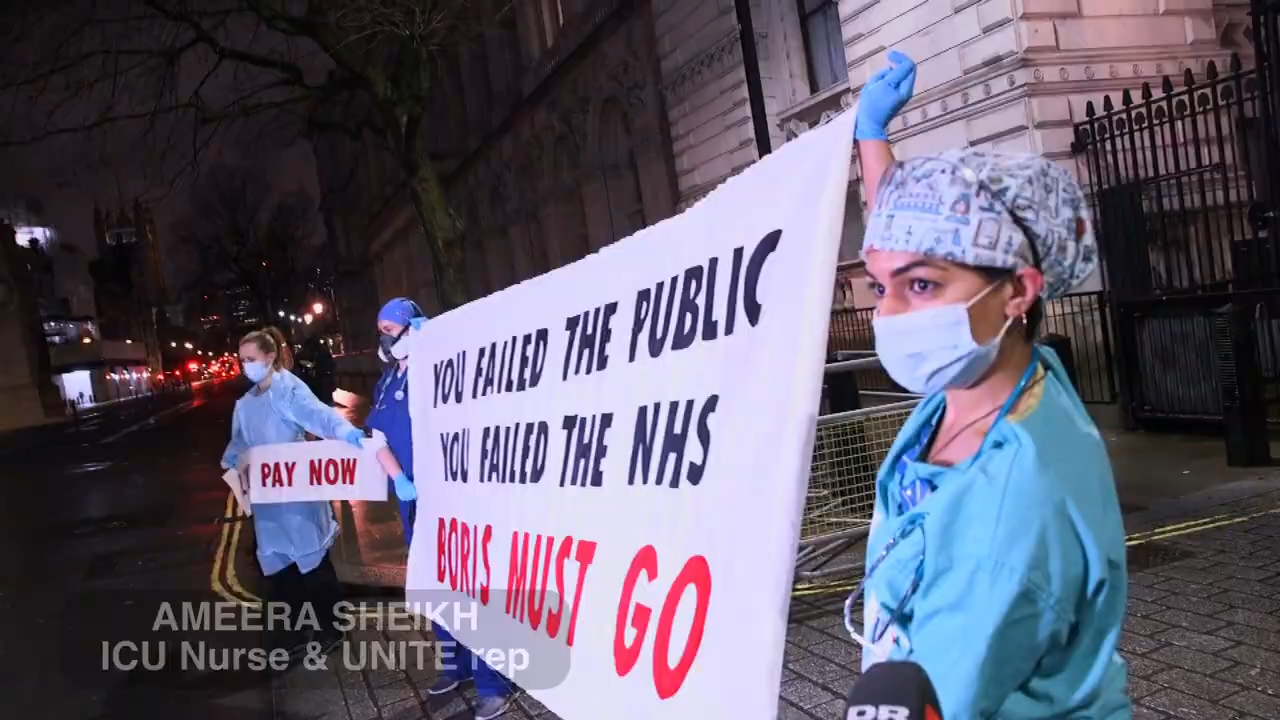 YOU FAILED THE PUBLIC
YOU FAILED THE NHS
BORIS MUST GO
PAY NOW
AMEERA SHEIKH
ICU Nurse & UNITE rep